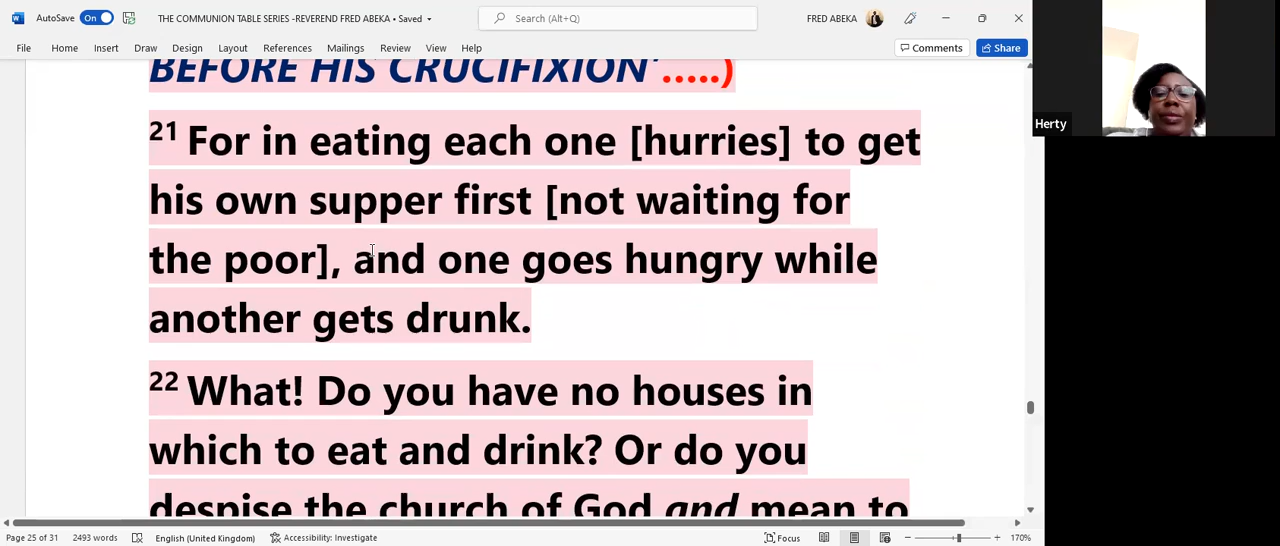 AutoSave On THE COMMUNION TABLE SERIES -REVEREND FRED ABEKA • Saved Search (Alt+Q) FRED ABEKA
File Home Insert Draw Design Layout References Mailings Review View Help Comments Share
BEFORE HIS CRUCIFIXION'.....)
21 For in eating each one [hurries] to get
his own supper first [not waiting for
the poor], and one goes hungry while
another gets drunk.
22 What! Do you have no houses in
which to eat and drink? Or do you
despise the church of God and mean to
Page 25 of 31 2493 words English (United Kingdom) Accessibility: Investigate Focus 170%
Herty